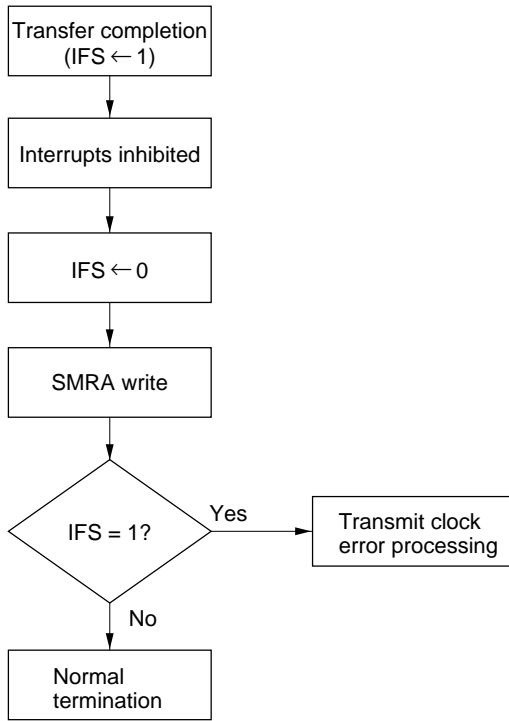 Transfer completion
(IFS ← 1)
Interrupts inhibited
IFS ← 0
SMRA write
IFS = 1?
Yes
Transmit clock
error processing
No
Normal
termination